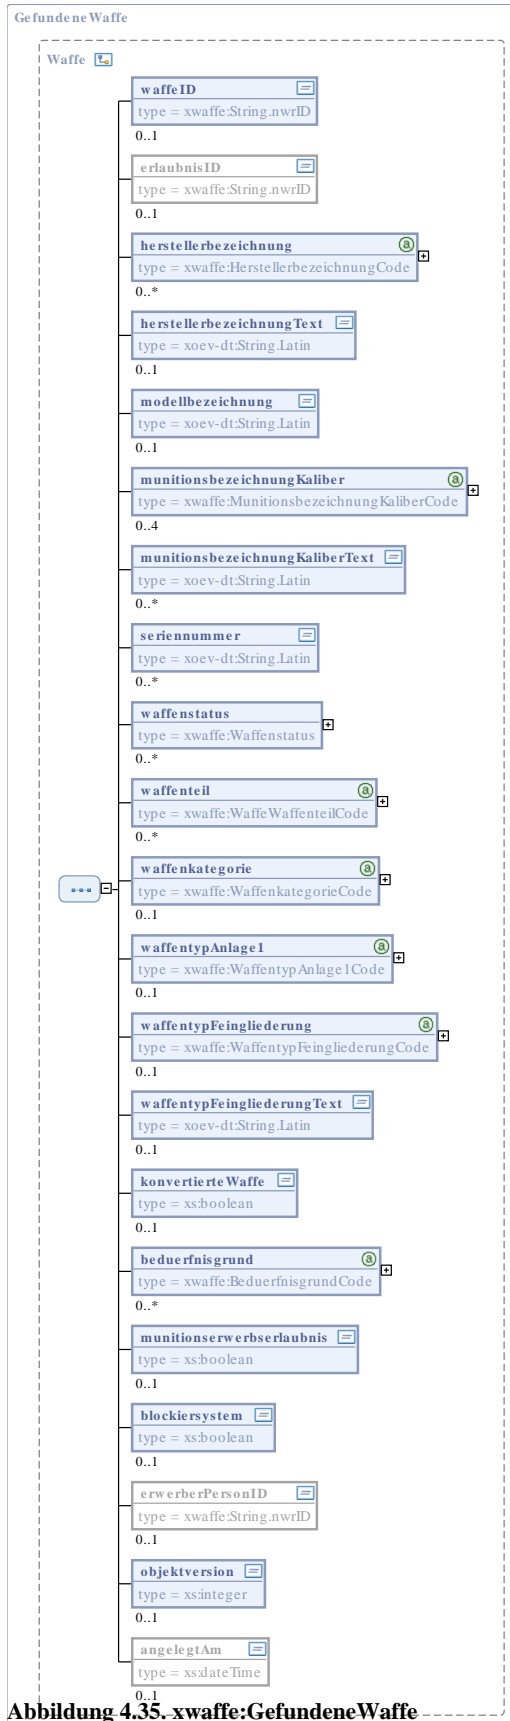 GefundeneWaffe
Waffe
waffeID
type = xwaffe:String.nwrID
0..1
erlaubnisID
type = xwaffe:String.nwrID
0..1
herstellerbezeichnung
type = xwaffe:HerstellerbezeichnungCode
0..*
herstellerbezeichnungText
type = xoev-dt:String.Latin
0..1
modellbezeichnung
type = xoev-dt:String.Latin
0..1
munitionsbezeichnungKaliber
type = xwaffe:MunitionsbezeichnungKaliberCode
0..4
munitionsbezeichnungKaliberText
type = xoev-dt:String.Latin
0..*
seriennummer
type = xoev-dt:String.Latin
0..*
waffenstatus
type = xwaffe:Waffenstatus
0..*
waffenteil
type = xwaffe:WaffeWaffenteilCode
0..*
waffenkategorie
type = xwaffe:WaffenkategorieCode
0..1
waffentypAnlage1
type = xwaffe:WaffentypAnlage1Code
0..1
waffentypFeingliederung
type = xwaffe:WaffentypFeingliederungCode
0..1
waffentypFeingliederungText
type = xoev-dt:String.Latin
0..1
konvertierteWaffe
type = xs:boolean
0..1
beduerfnisgrund
type = xwaffe:BeduerfnisgrundCode
0..*
munitionserwerbserlaubnis
type = xs:boolean
0..1
blockiersystem
type = xs:boolean
0..1
erwerberPersonID
type = xwaffe:String.nwrID
0..1
objektversion
type = xs:integer
0..1
angelegtAm
type = xs:dateTime
0..1
Abbildung 4.35. xwaffe:GefundeneWaffe